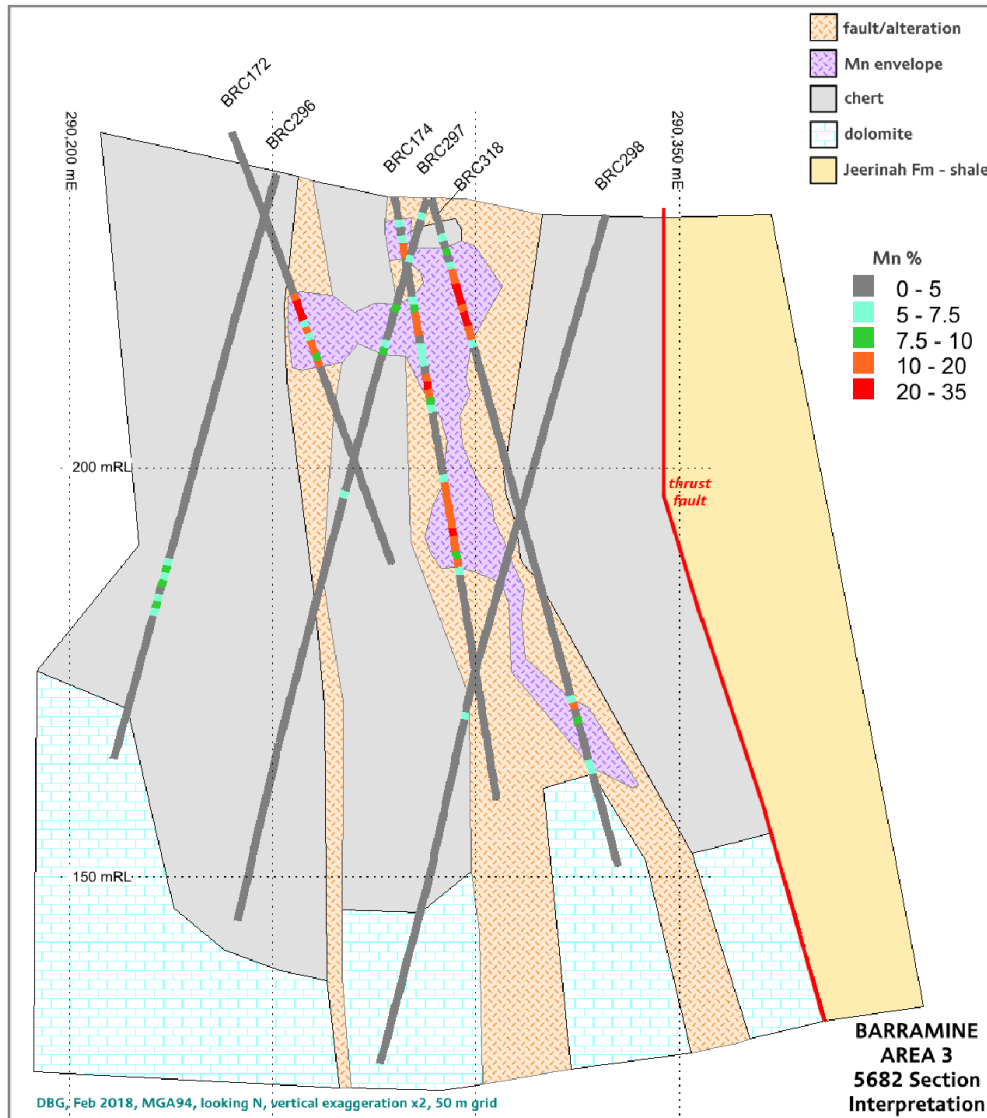 fault/alteration
Mn envelope
chert
dolomite
Jeerinah Fm - shale
BRC172
BRC296
BRC174
BRC297
BRC318
BRC298
290,200 mE
290,350 mE
Mn %
0 - 5
5 - 7.5
7.5 - 10
10 - 20
20 - 35
200 mRL
thrust
fault
150 mRL
BARRAMINE
AREA 3
5682 Section
Interpretation
DBG, Feb 2018, MGA94, looking N, vertical exaggeration x2, 50 m grid